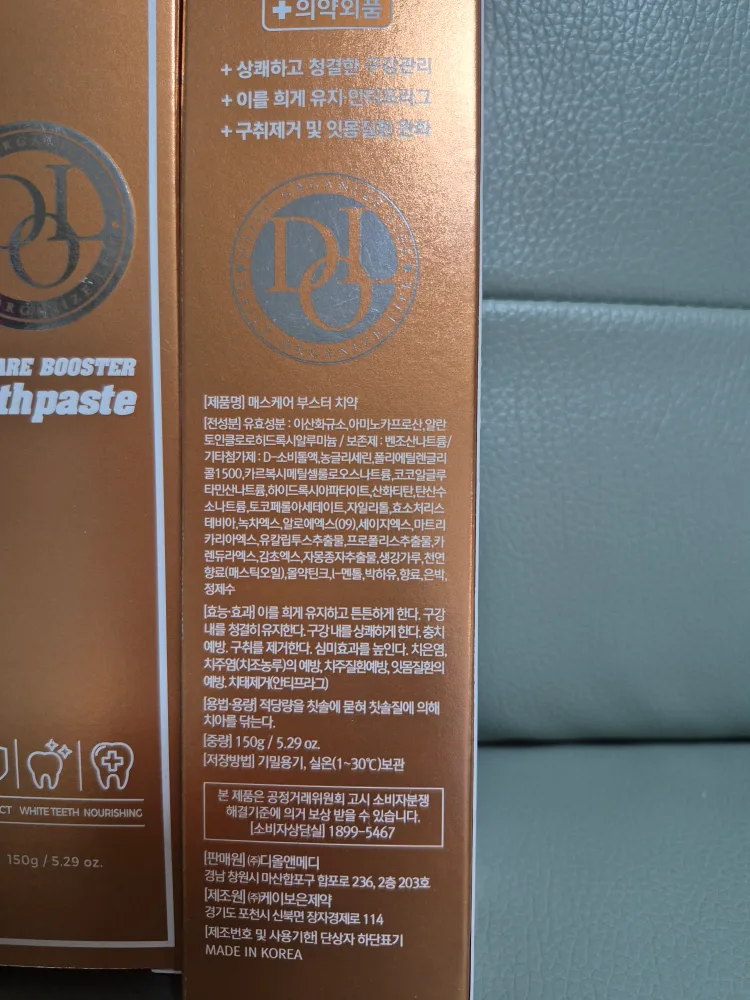 의약외품
+ 상쾌하고 청결한 구강관리
+ 이를 희게 유지 안티프라그
+ 구취제거 및 잇몸질환 완화
DOL
DOL
ARE BOOSTER
thpaste
[제품명] 매스케어 부스터 치약
[전성분] 유효성분 : 이산화규소,아미노카프로산,알란
토인클로로히드록시알루미늄 / 보존제 : 벤조산나트륨/
기타첨가제 : D-소비톨액,농글리세린,폴리에틸렌글리
콜1500,카르복시메틸셀룰로오스나트륨,코코일글루
타민산나트륨,하이드록시아파타이트,산화티탄,탄산수
소나트륨,토코페롤아세테이트,자일리톨,효소처리스
테비아,녹차엑스,알로에엑스(09),세이지엑스,마트리
카리아엑스,유칼립투스추출물,프로폴리스추출물,카
렌듀라엑스,감초엑스,자몽종자추출물,생강가루,천연
향료(매스틱오일),몰약틴크,l-멘톨,박하유,향료,은박,
정제수
[효능·효과] 이를 희게 유지하고 튼튼하게 한다. 구강
내를 청결히 유지한다. 구강 내를 상쾌하게 한다. 충치
예방. 구취를 제거한다. 심미효과를 높인다. 치은염,
치주염(치조농루)의 예방, 치주질환예방, 잇몸질환의
예방. 치태제거(안티프라그)
[용법·용량] 적당량을 칫솔에 묻혀 칫솔질에 의해
치아를 닦는다.
[중량] 150g / 5.29 oz.
[저장방법] 기밀용기, 실온(1~30℃)보관
CT WHITE TEETH NOURISHING
150g / 5.29 oz.
본 제품은 공정거래위원회 고시 소비자분쟁
해결기준에 의거 보상 받을 수 있습니다.
[소비자상담실] 1899-5467
[판매원] ㈜디올앤메디
경남 창원시 마산합포구 합포로 236, 2층 203호
[제조원] ㈜케이보은제약
경기도 포천시 신북면 장자경제로 114
[제조번호 및 사용기한] 단상자 하단표기
MADE IN KOREA